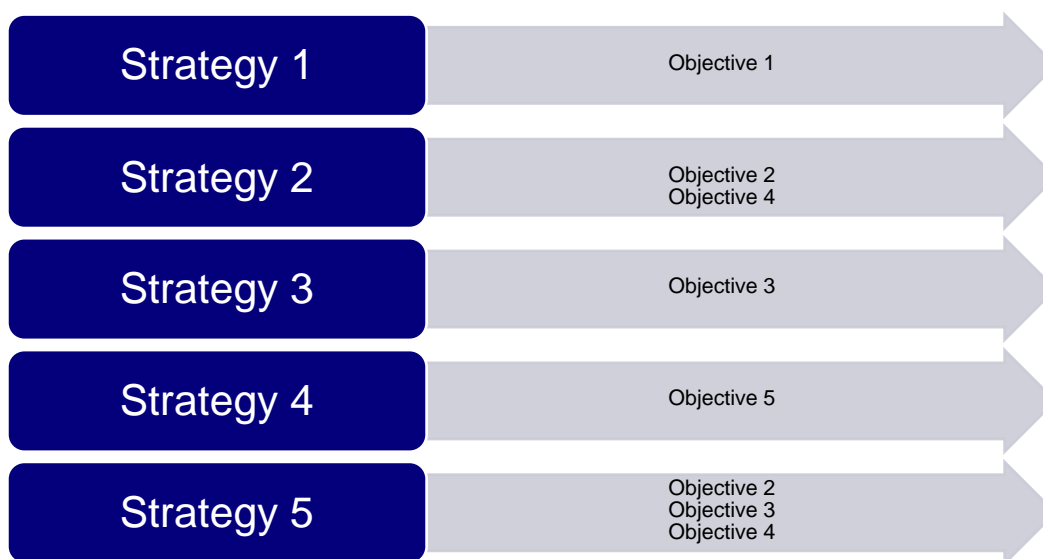 Strategy 1
Objective 1
Strategy 2
Objective 2
Objective 4
Strategy 3
Objective 3
Strategy 4
Objective 5
Strategy 5
Objective 2
Objective 3
Objective 4